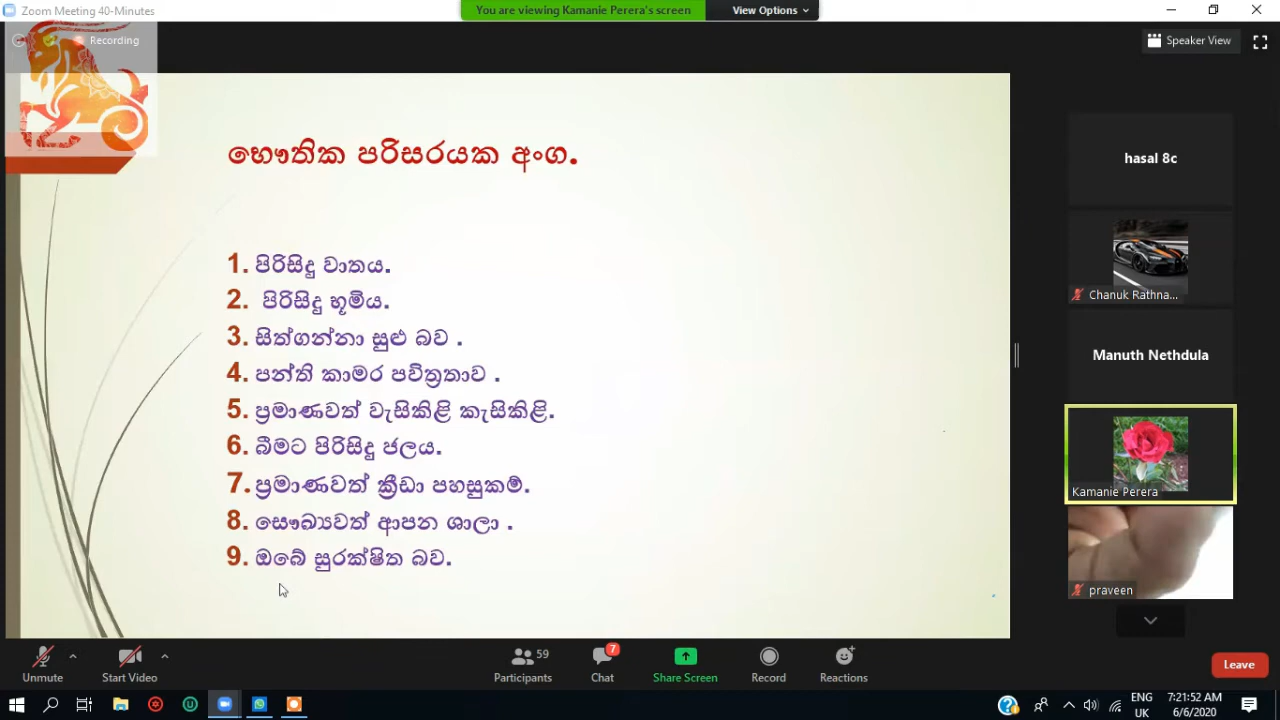 Zoom Meeting 40-Minutes
You are viewing Kamanie Perera's screen
View Options
Recording
Speaker View
භෞතික පරිසරයක අංග.
1. පිරිසිදු වාතය.
2. පිරිසිදු භූමිය.
3. සිත්ගන්නා සුළු බව .
4. පන්ති කාමර පවිත්‍රතාව .
5. ප්‍රමාණවත් වැසිකිළි කැසිකිළි.
6. බීමට පිරිසිදු ජලය.
7. ප්‍රමාණවත් ක්‍රීඩා පහසුකම්.
8. සෞඛ්‍යවත් ආපන ශාලා .
9. ඔබේ සුරක්ෂිත බව.
hasal 8c
Chanuk Rathna...
Manuth Nethdula
Kamanie Perera
praveen
Unmute
Start Video
59
Participants
7
Chat
Share Screen
Record
Reactions
Leave
ENG
UK
7:21:52 AM
6/6/2020